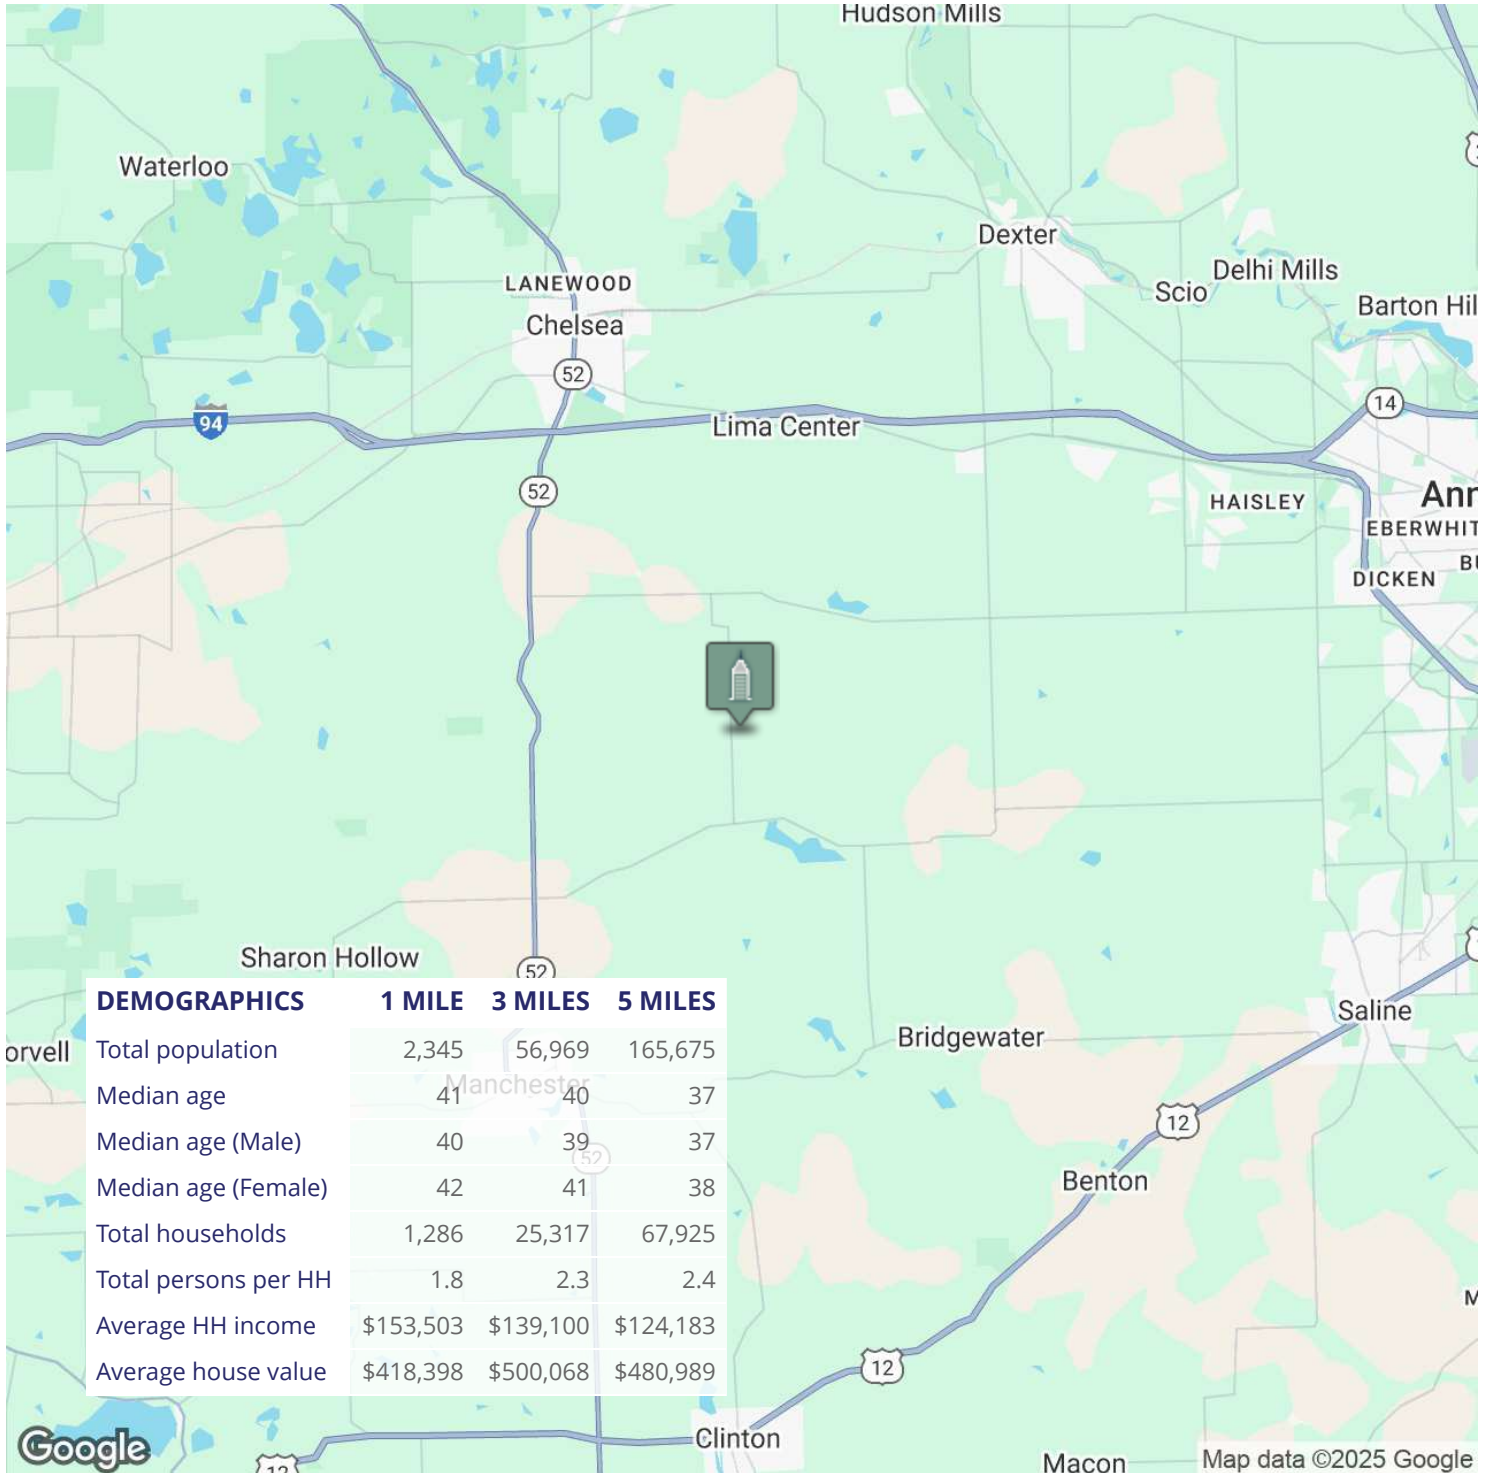 Hudson Mills
Waterloo
Dexter
Delhi Mills
LANEWOOD
Scio
Barton Hil
Chelsea
52
14
94
Lima Center
52
HAISLEY
Ann
EBERWHIT
DICKEN
BU
Sharon Hollow
52
Saline
Bridgewater
orvell
Manchester
52
12
Benton
M
12
Clinton
Macon
12
DEMOGRAPHICS 1 MILE 3 MILES 5 MILES
Total population 2,345 56,969 165,675
Median age 41 40 37
Median age (Male) 40 39 37
Median age (Female) 42 41 38
Total households 1,286 25,317 67,925
Total persons per HH 1.8 2.3 2.4
Average HH income $153,503 $139,100 $124,183
Average house value $418,398 $500,068 $480,989
Google
Map data ©2025 Google